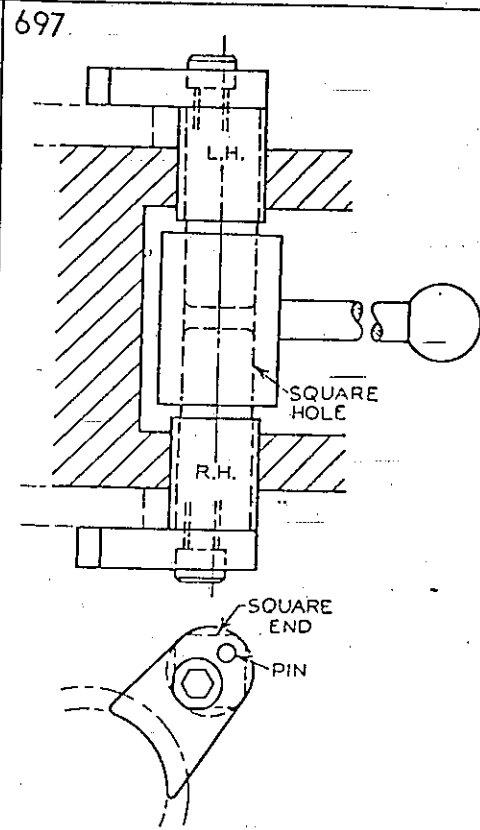 697
L.H.
SQUARE
HOLE
R.H.
SQUARE
END
PIN